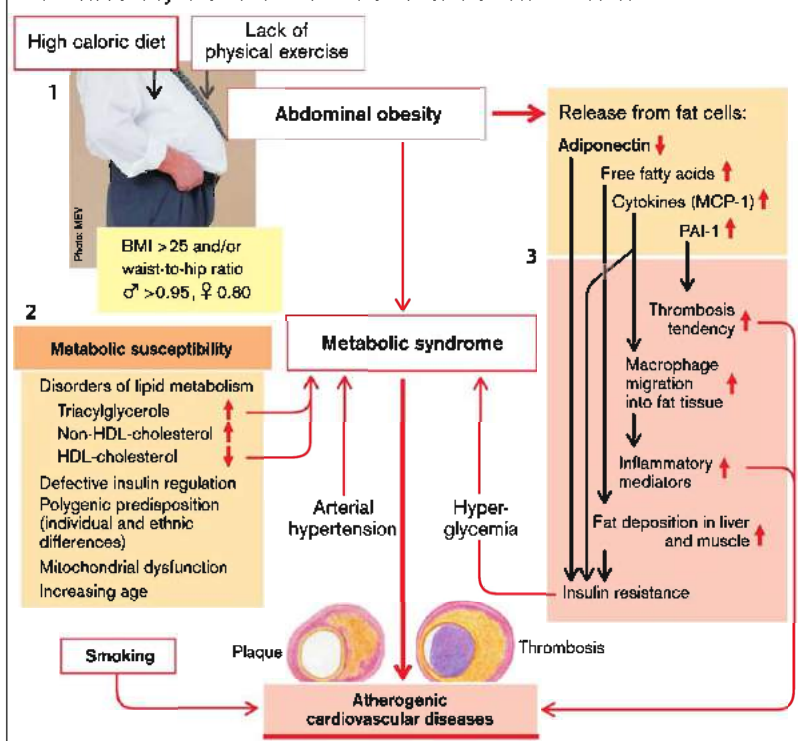 High caloric diet
Lack of
physical exercise
1
Abdominal obesity
Photo: MEV
BMI >25 and/or
waist-to-hip ratio
♂ >0.95, ♀ 0.80
Release from fat cells:
Adiponectin
Free fatty acids
Cytokines (MCP-1)
PAI-1
3
Thrombosis
tendency
Macrophage
migration
into fat tissue
Inflammatory
mediators
Fat deposition in liver
and muscle
Insulin resistance
2
Metabolic susceptibility
Disorders of lipid metabolism
Triacylglycerols
Non-HDL-cholesterol
HDL-cholesterol
Defective insulin regulation
Polygenic predisposition
(individual and ethnic
differences)
Mitochondrial dysfunction
Increasing age
Metabolic syndrome
Arterial
hypertension
Hyper-
glycemia
Smoking
Plaque
Thrombosis
Atherogenic
cardiovascular diseases